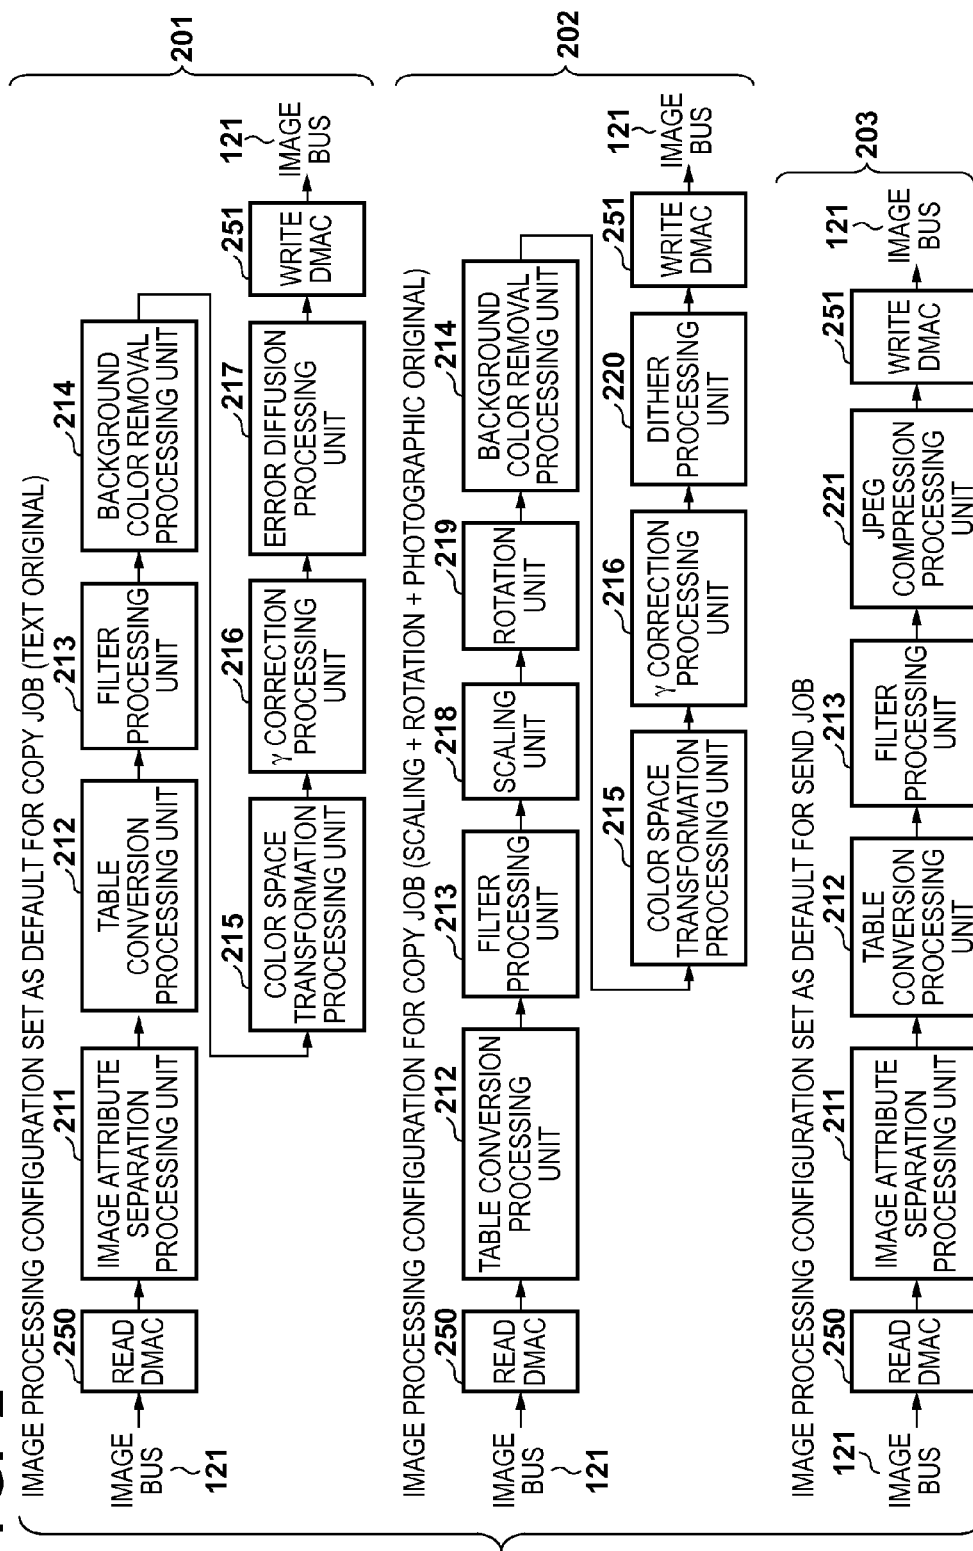 IMAGE PROCESSING CONFIGURATION SET AS DEFAULT FOR COPY JOB (TEXT ORIGINAL)
201
IMAGE
BUS
121
250
READ
DMAC
211
IMAGE ATTRIBUTE
SEPARATION
PROCESSING UNIT
212
TABLE
CONVERSION
PROCESSING UNIT
213
FILTER
PROCESSING
UNIT
214
BACKGROUND
COLOR REMOVAL
PROCESSING UNIT
215
COLOR SPACE
TRANSFORMATION
PROCESSING UNIT
216
γ CORRECTION
PROCESSING
UNIT
217
ERROR DIFFUSION
PROCESSING
UNIT
251
WRITE
DMAC
121
IMAGE
BUS
IMAGE PROCESSING CONFIGURATION FOR COPY JOB (SCALING + ROTATION + PHOTOGRAPHIC ORIGINAL)
202
IMAGE
BUS
121
250
READ
DMAC
212
TABLE CONVERSION
PROCESSING
UNIT
213
FILTER
PROCESSING
UNIT
218
SCALING
UNIT
219
ROTATION
UNIT
214
BACKGROUND
COLOR REMOVAL
PROCESSING UNIT
215
COLOR SPACE
TRANSFORMATION
PROCESSING UNIT
216
γ CORRECTION
PROCESSING
UNIT
220
DITHER
PROCESSING
UNIT
251
WRITE
DMAC
121
IMAGE
BUS
IMAGE PROCESSING CONFIGURATION SET AS DEFAULT FOR SEND JOB
203
121
IMAGE
BUS
250
READ
DMAC
211
IMAGE ATTRIBUTE
SEPARATION
PROCESSING UNIT
212
TABLE
CONVERSION
PROCESSING
UNIT
213
FILTER
PROCESSING
UNIT
221
JPEG
COMPRESSION
PROCESSING
UNIT
251
WRITE
DMAC
121
IMAGE
BUS